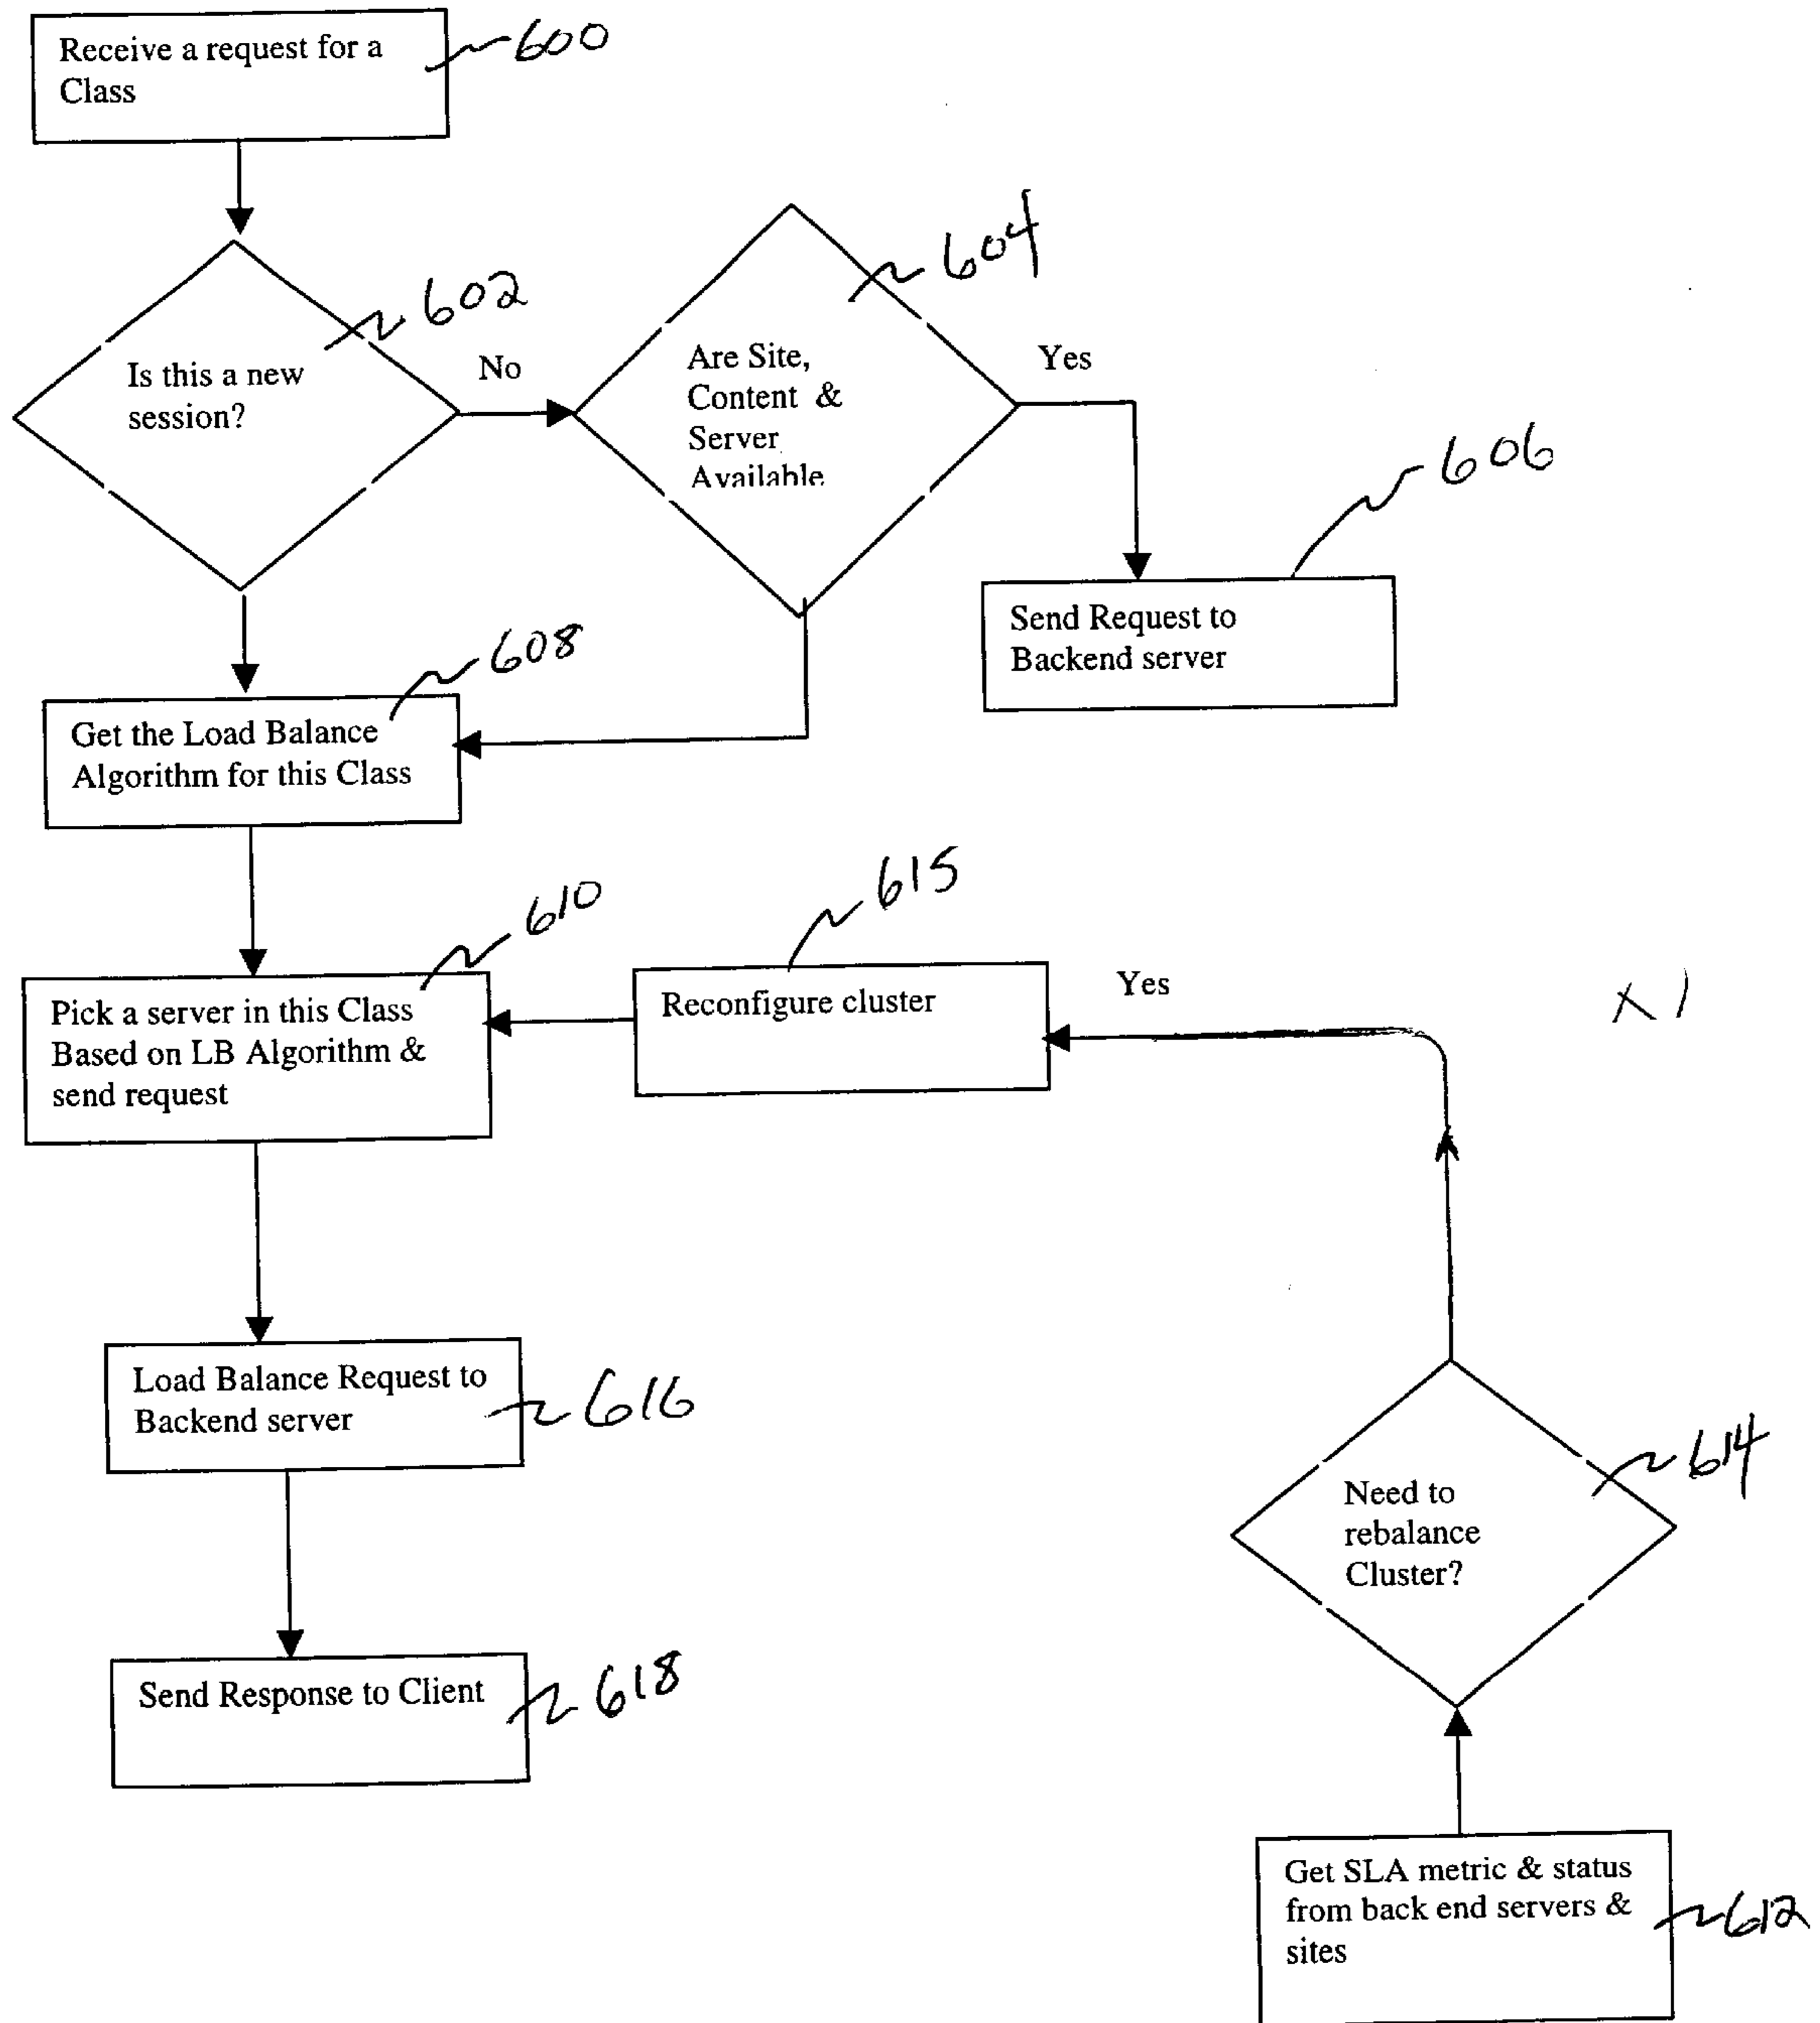 Receive a request for a
Class
600
Is this a new
session?
602
No
Are Site,
Content &
Server
Available
604
Yes
Send Request to
Backend server
606
Get the Load Balance
Algorithm for this Class
608
Pick a server in this Class
Based on LB Algorithm &
send request
610
Reconfigure cluster
615
Yes
X1
Load Balance Request to
Backend server
616
Need to
rebalance
Cluster?
614
Send Response to Client
618
Get SLA metric & status
from back end servers &
sites
612